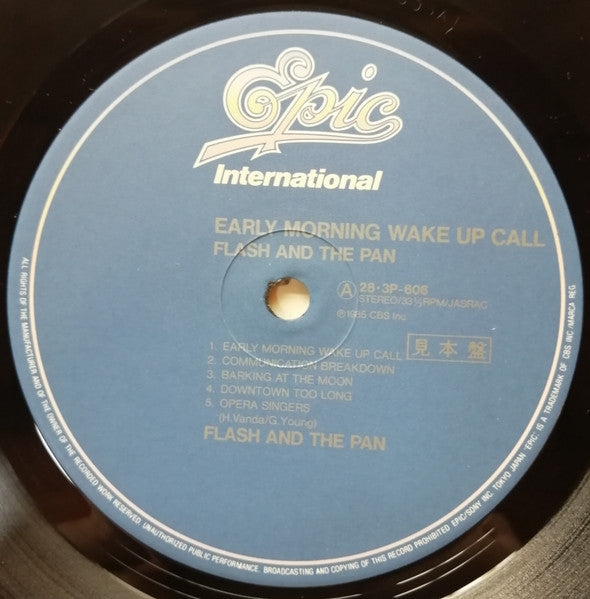 Epic
International
EARLY MORNING WAKE UP CALL
FLASH AND THE PAN
Ⓐ 28・3P-606
STEREO/33⅓RPM/JASRAC
Ⓟ1985 CBS Inc
1. EARLY MORNING WAKE UP CALL
2. COMMUNICATION BREAKDOWN
3. BARKING AT THE MOON
4. DOWNTOWN TOO LONG
5. OPERA SINGERS
(H.Vanda/G.Young)
見本盤
FLASH AND THE PAN
ALL RIGHTS OF THE MANUFACTURER AND OF THE OWNER OF THE RECORDED WORK RESERVED. UNAUTHORIZED PUBLIC PERFORMANCE. BROADCASTING AND COPYING OF THIS RECORD PROHIBITED EPIC/SONY INC. TOKYO JAPAN "EPIC" IS A TRADEMARK OF CBS INC /MARCA REG